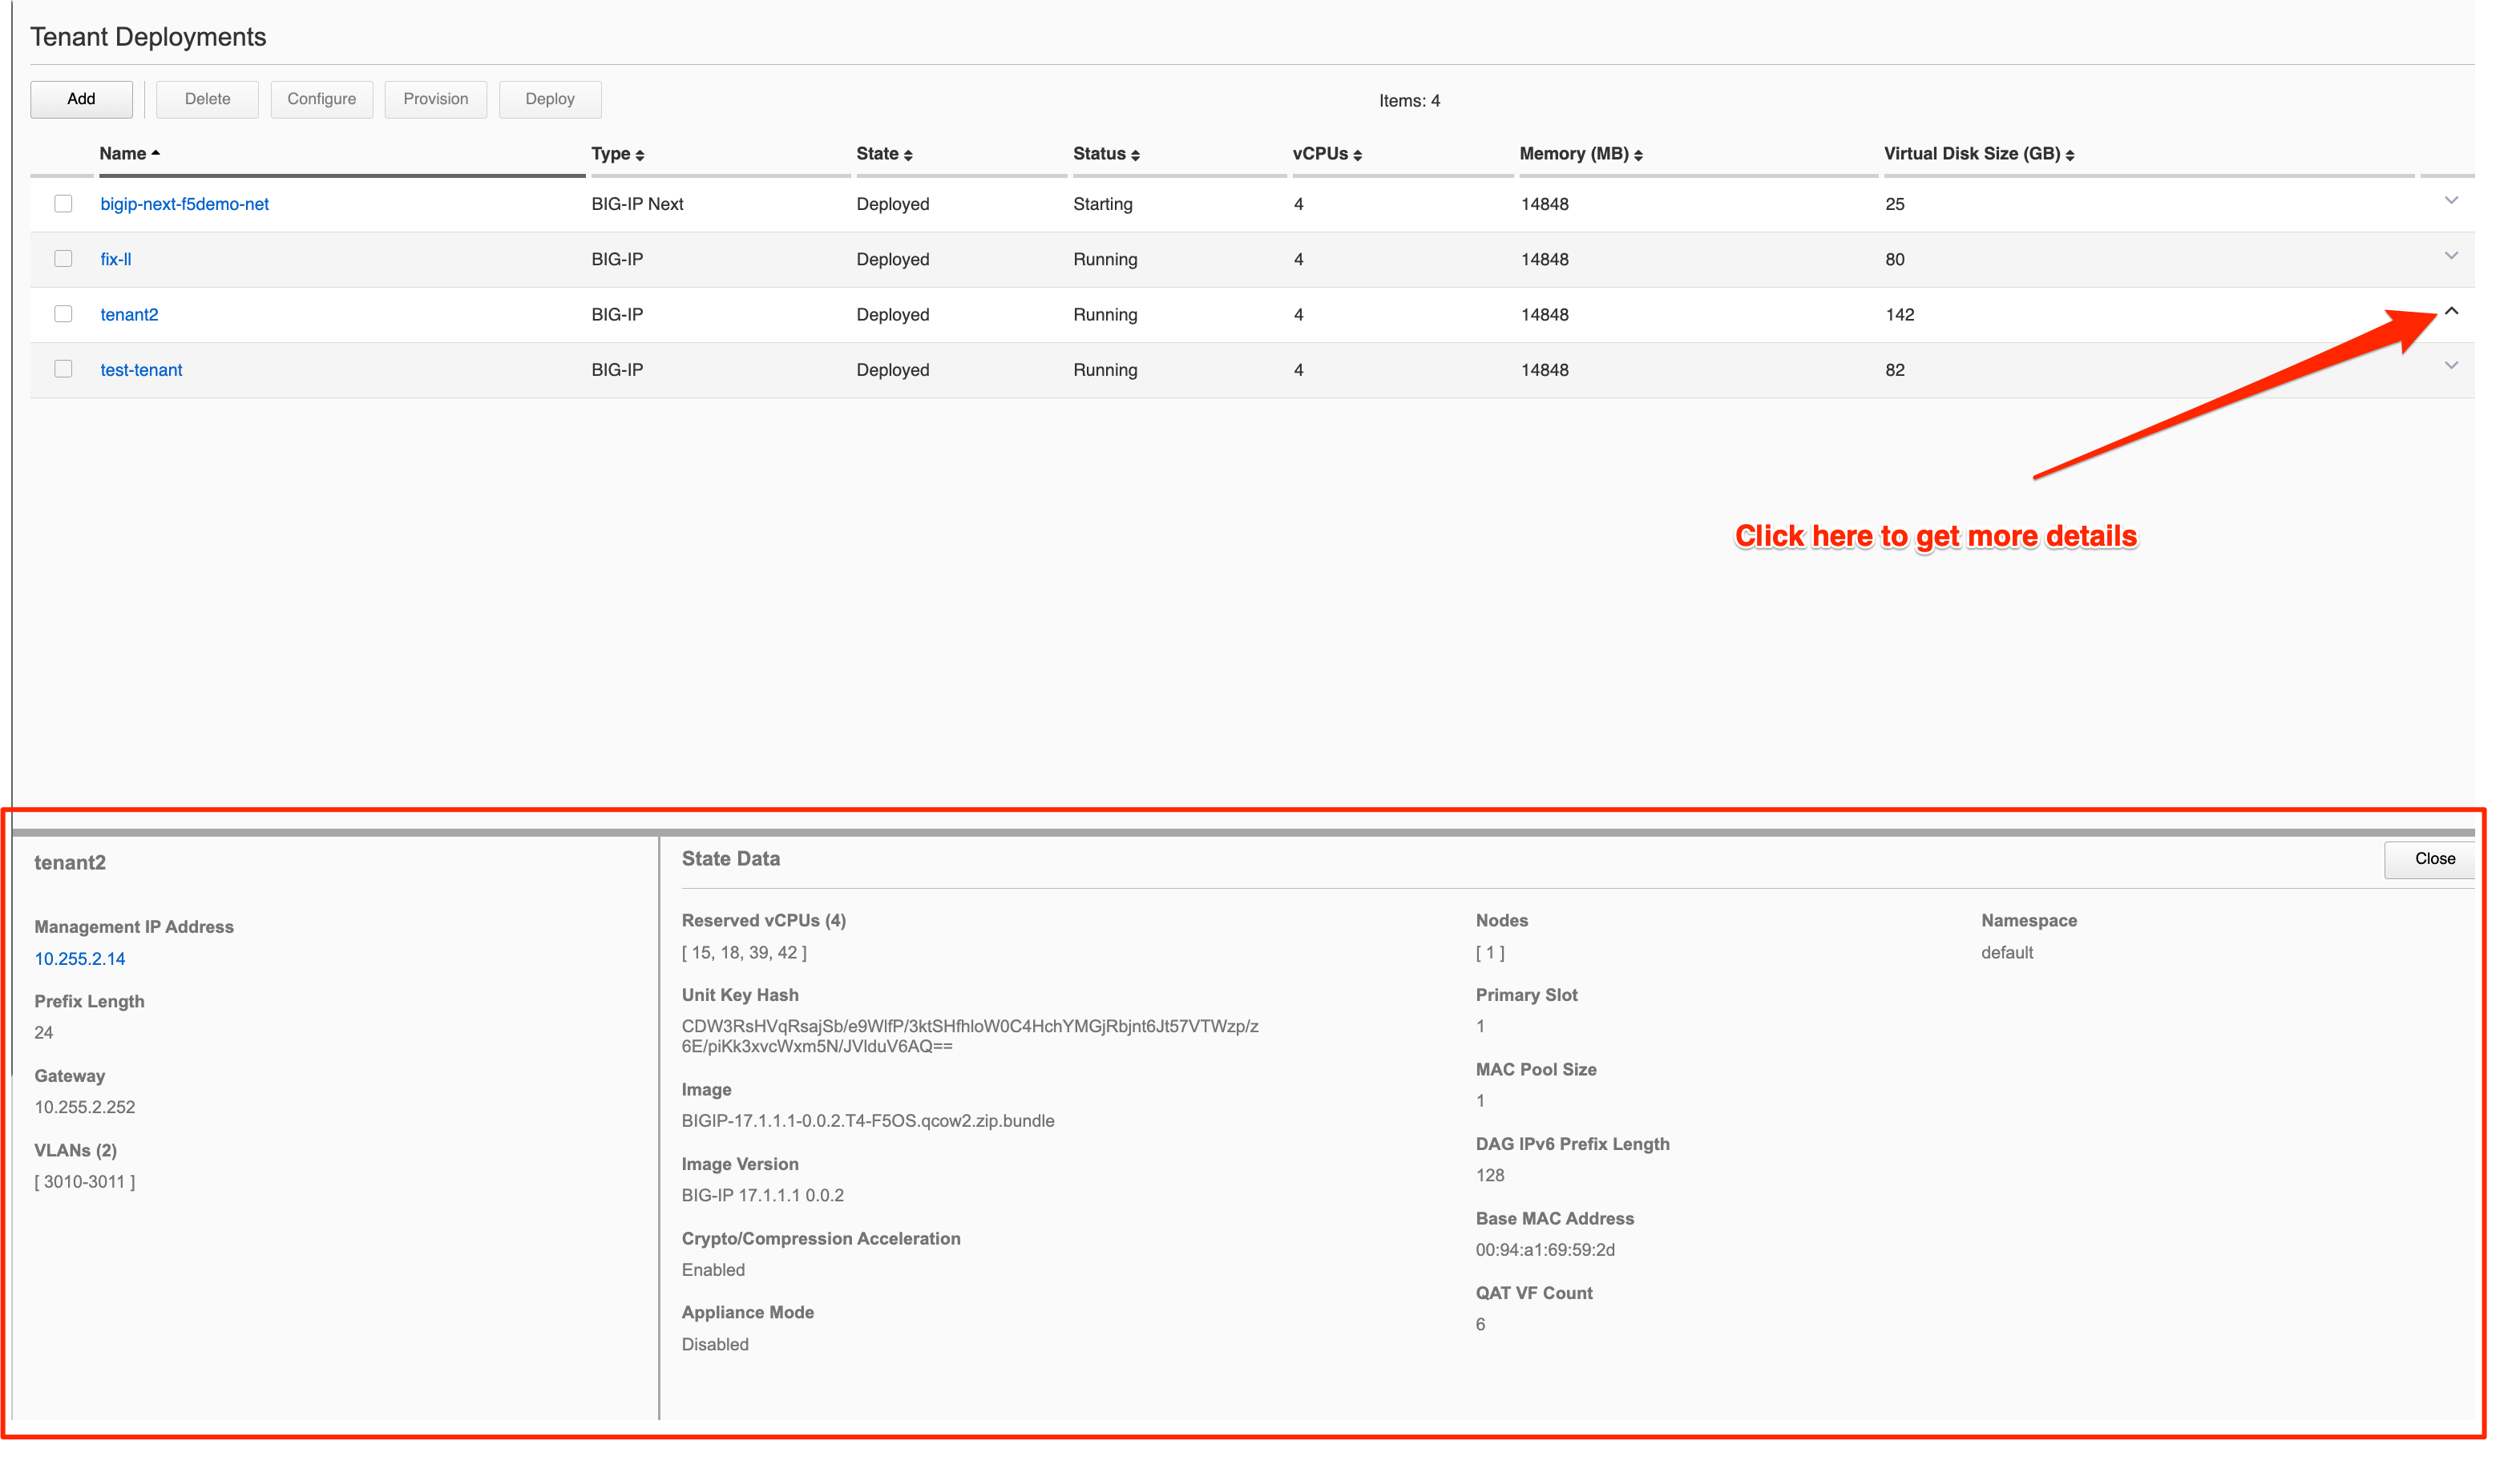 Tenant Deployments
Add Delete Configure Provision Deploy Items: 4
Name Type State Status vCPUs Memory (MB) Virtual Disk Size (GB)
bigip-next-f5demo-net BIG-IP Next Deployed Starting 4 14848 25
fix-ll BIG-IP Deployed Running 4 14848 80
tenant2 BIG-IP Deployed Running 4 14848 142
test-tenant BIG-IP Deployed Running 4 14848 82
Click here to get more details
tenant2
Management IP Address
10.255.2.14
Prefix Length
24
Gateway
10.255.2.252
VLANs (2)
[ 3010-3011 ]
State Data
Close
Reserved vCPUs (4)
[ 15, 18, 39, 42 ]
Unit Key Hash
CDW3RsHVqRsajSb/e9WlfP/3ktSHfhloW0C4HchYMGjRbjnt6Jt57VTWzp/z
6E/piKk3xvcWxm5N/JVlduV6AQ==
Image
BIGIP-17.1.1.1-0.0.2.T4-F5OS.qcow2.zip.bundle
Image Version
BIG-IP 17.1.1.1 0.0.2
Crypto/Compression Acceleration
Enabled
Appliance Mode
Disabled
Nodes
[ 1 ]
Primary Slot
1
MAC Pool Size
1
DAG IPv6 Prefix Length
128
Base MAC Address
00:94:a1:69:59:2d
QAT VF Count
6
Namespace
default